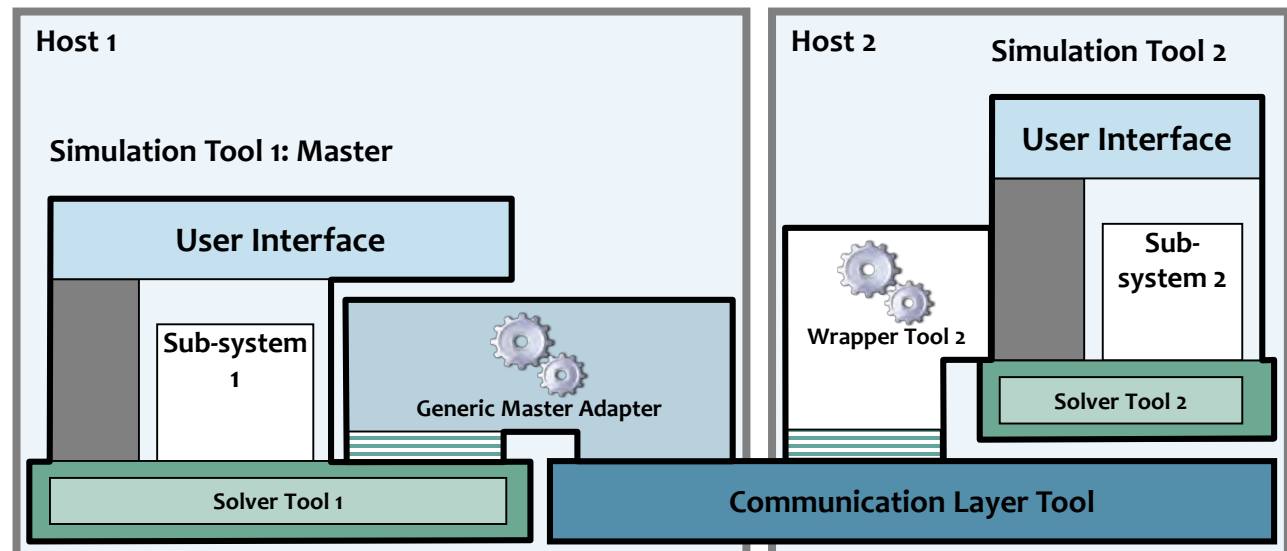 Host 1
Simulation Tool 1: Master
User Interface
Sub-system
1
Generic Master Adapter
Solver Tool 1
Host 2
Simulation Tool 2
User Interface
Sub-
system 2
Wrapper Tool 2
Solver Tool 2
Communication Layer Tool